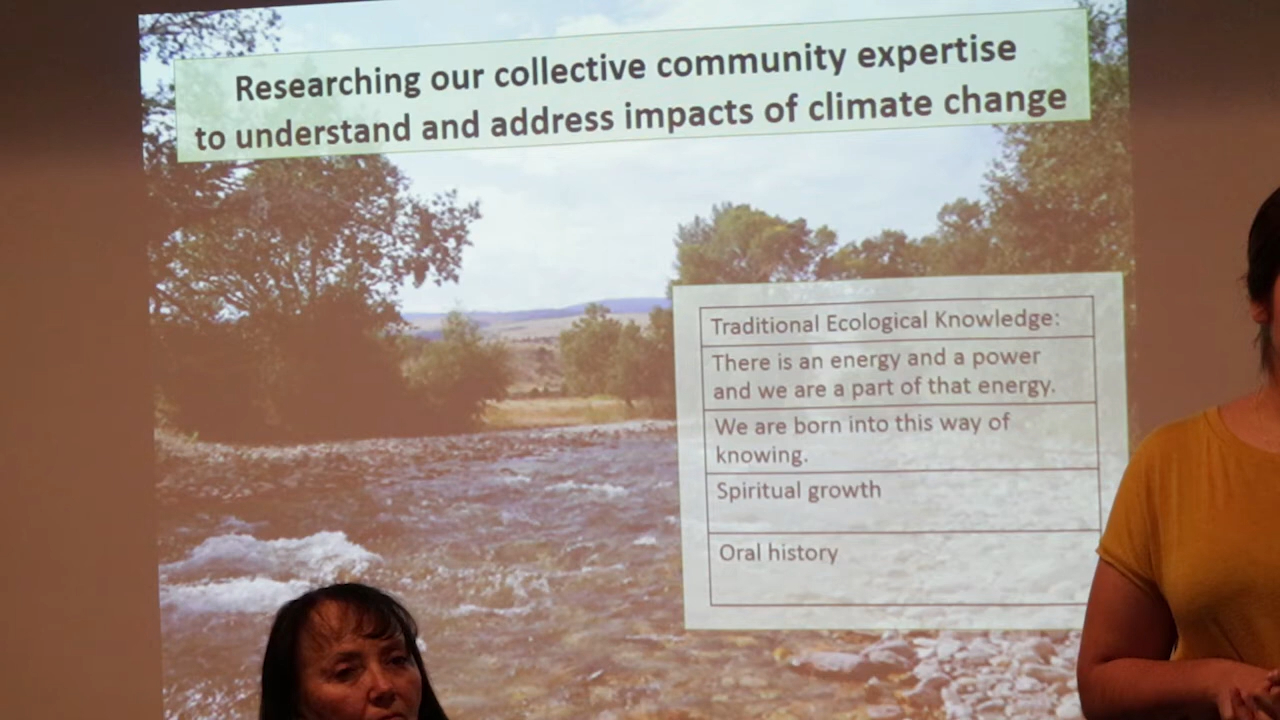 Researching our collective community expertise
to understand and address impacts of climate change
Traditional Ecological Knowledge:
There is an energy and a power
and we are a part of that energy.
We are born into this way of
knowing.
Spiritual growth
Oral history